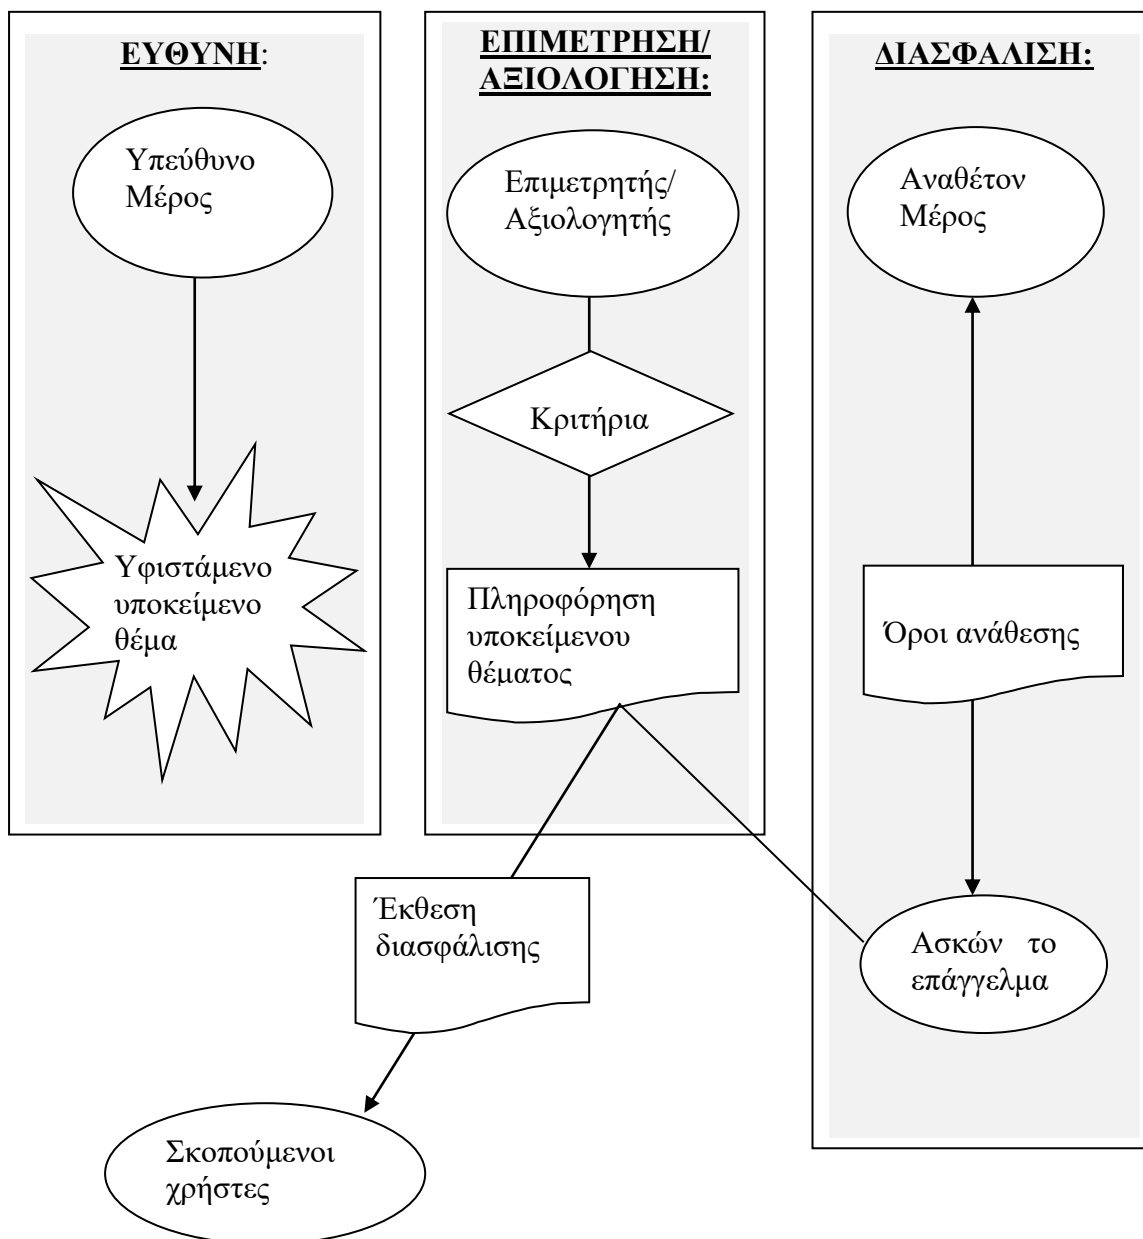 ΕΥΘΥΝΗ:
Υπεύθυνο
Μέρος
Υφιστάμενο
υποκείμενο
θέμα
ΕΠΙΜΕΤΡΗΣΗ/
ΑΞΙΟΛΟΓΗΣΗ:
Επιμετρητής/
Αξιολογητής
Κριτήρια
Πληροφόρηση
υποκείμενου
θέματος
ΔΙΑΣΦΑΛΙΣΗ:
Αναθέτον
Μέρος
Όροι ανάθεσης
Ασκών το
επάγγελμα
Έκθεση
διασφάλισης
Σκοπούμενοι
χρήστες